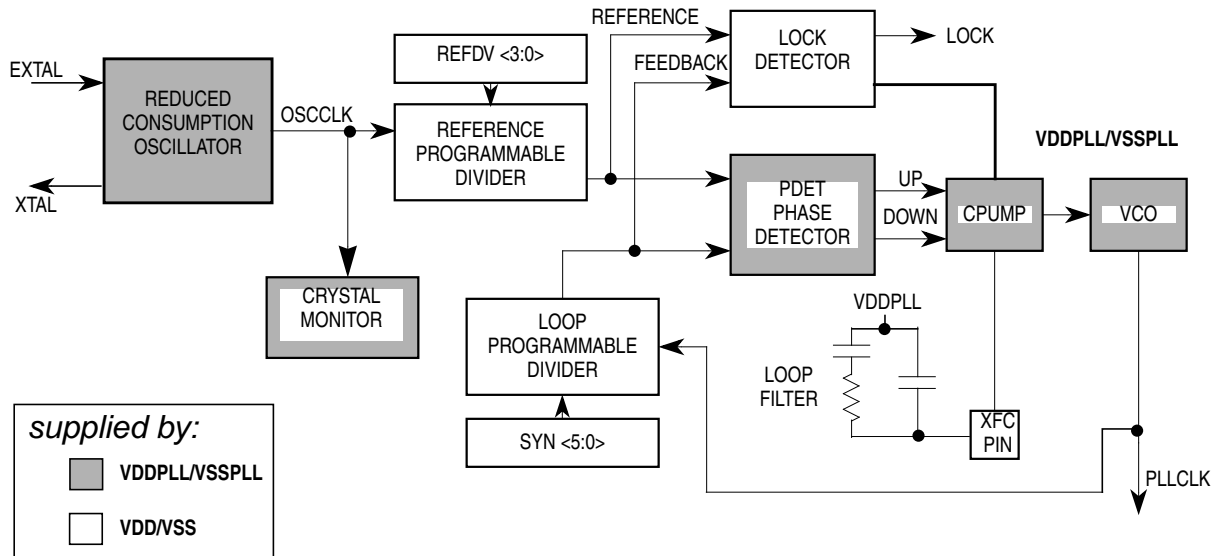 REFERENCE
REFDV <3:0>
LOCK
DETECTOR
LOCK
FEEDBACK
EXTAL
REDUCED
CONSUMPTION
OSCILLATOR
OSCCLK
REFERENCE
PROGRAMMABLE
DIVIDER
VDDPLL/VSSPLL
XTAL
PDET
PHASE
DETECTOR
UP
DOWN
CPUMP
VCO
CRYSTAL
MONITOR
LOOP
PROGRAMMABLE
DIVIDER
VDDPLL
LOOP
FILTER
XFC
PIN
SYN <5:0>
PLLCLK
supplied by:
VDDPLL/VSSPLL
VDD/VSS